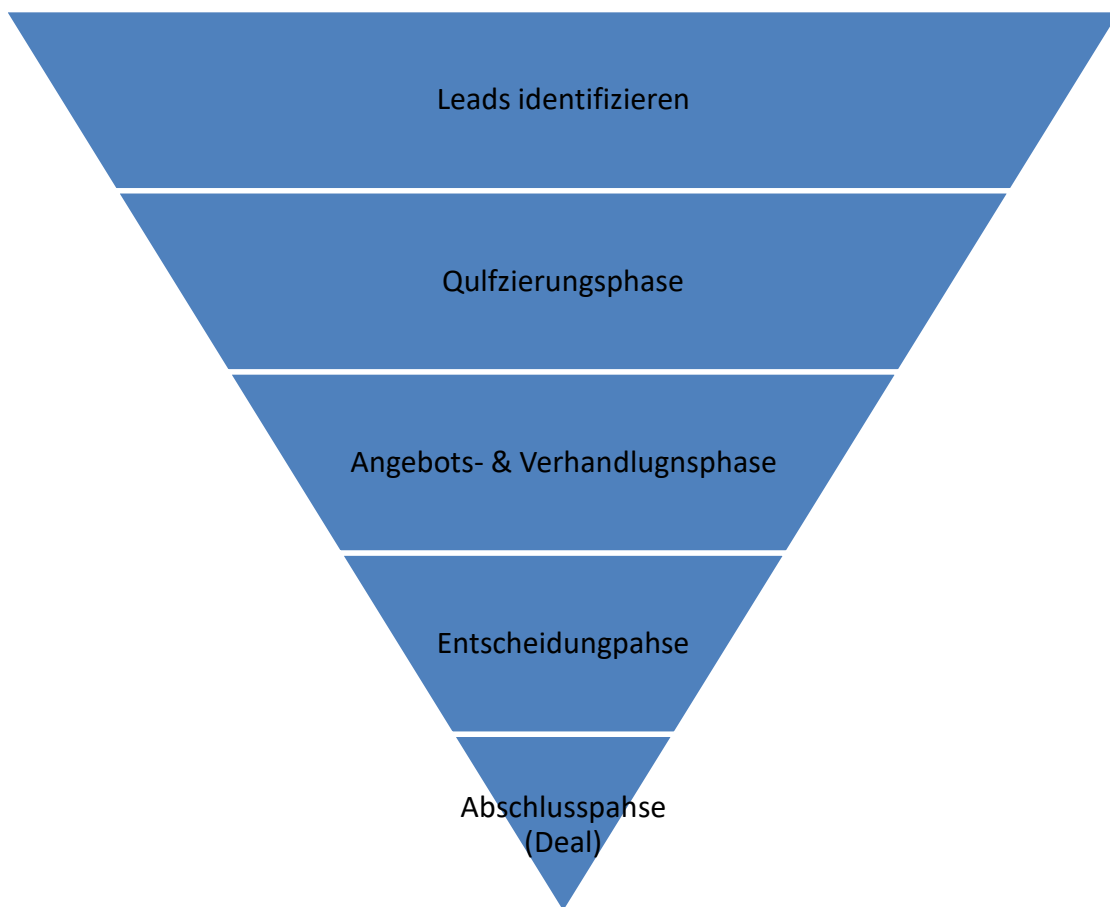 Leads identifizieren
Qulfzierungsphase
Angebots- & Verhandlugnsphase
Entscheidungpahse
Abschlusspahse
(Deal)